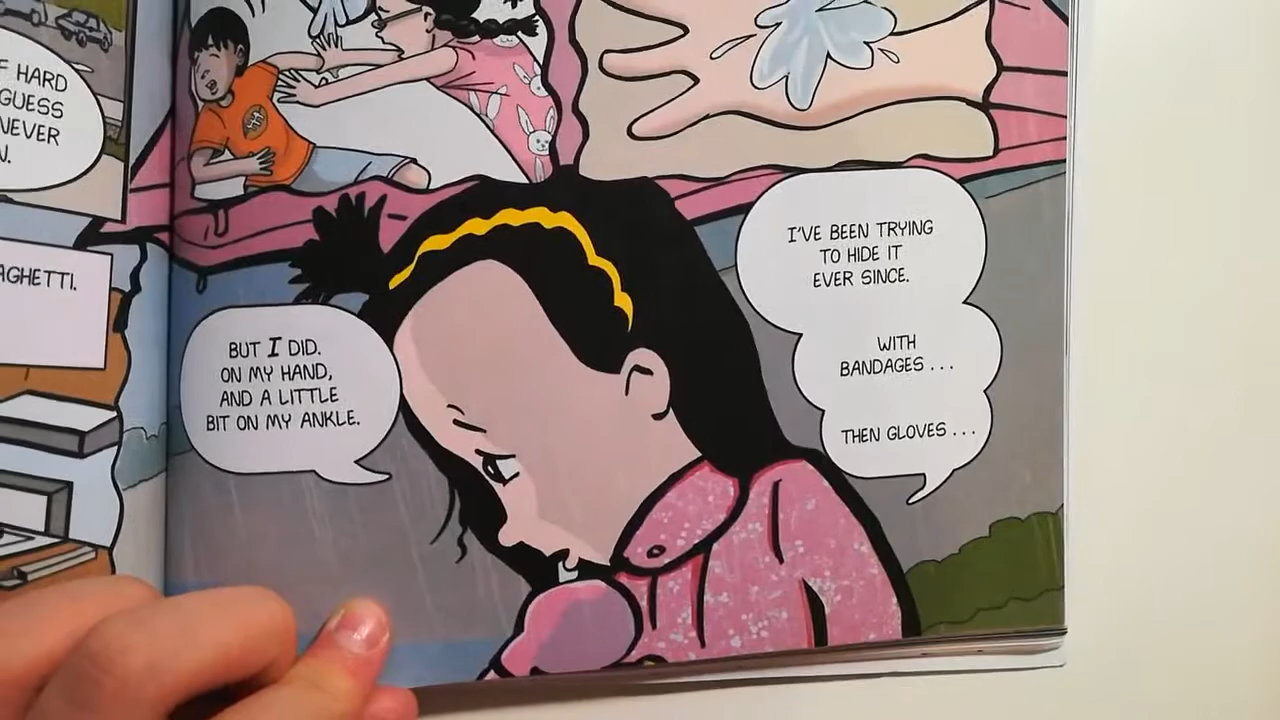 F HARD
GUESS
NEVER
N.
AGHETTI.
BUT I DID.
ON MY HAND,
AND A LITTLE
BIT ON MY ANKLE.
I'VE BEEN TRYING
TO HIDE IT
EVER SINCE.
WITH
BANDAGES . . .
THEN GLOVES . . .